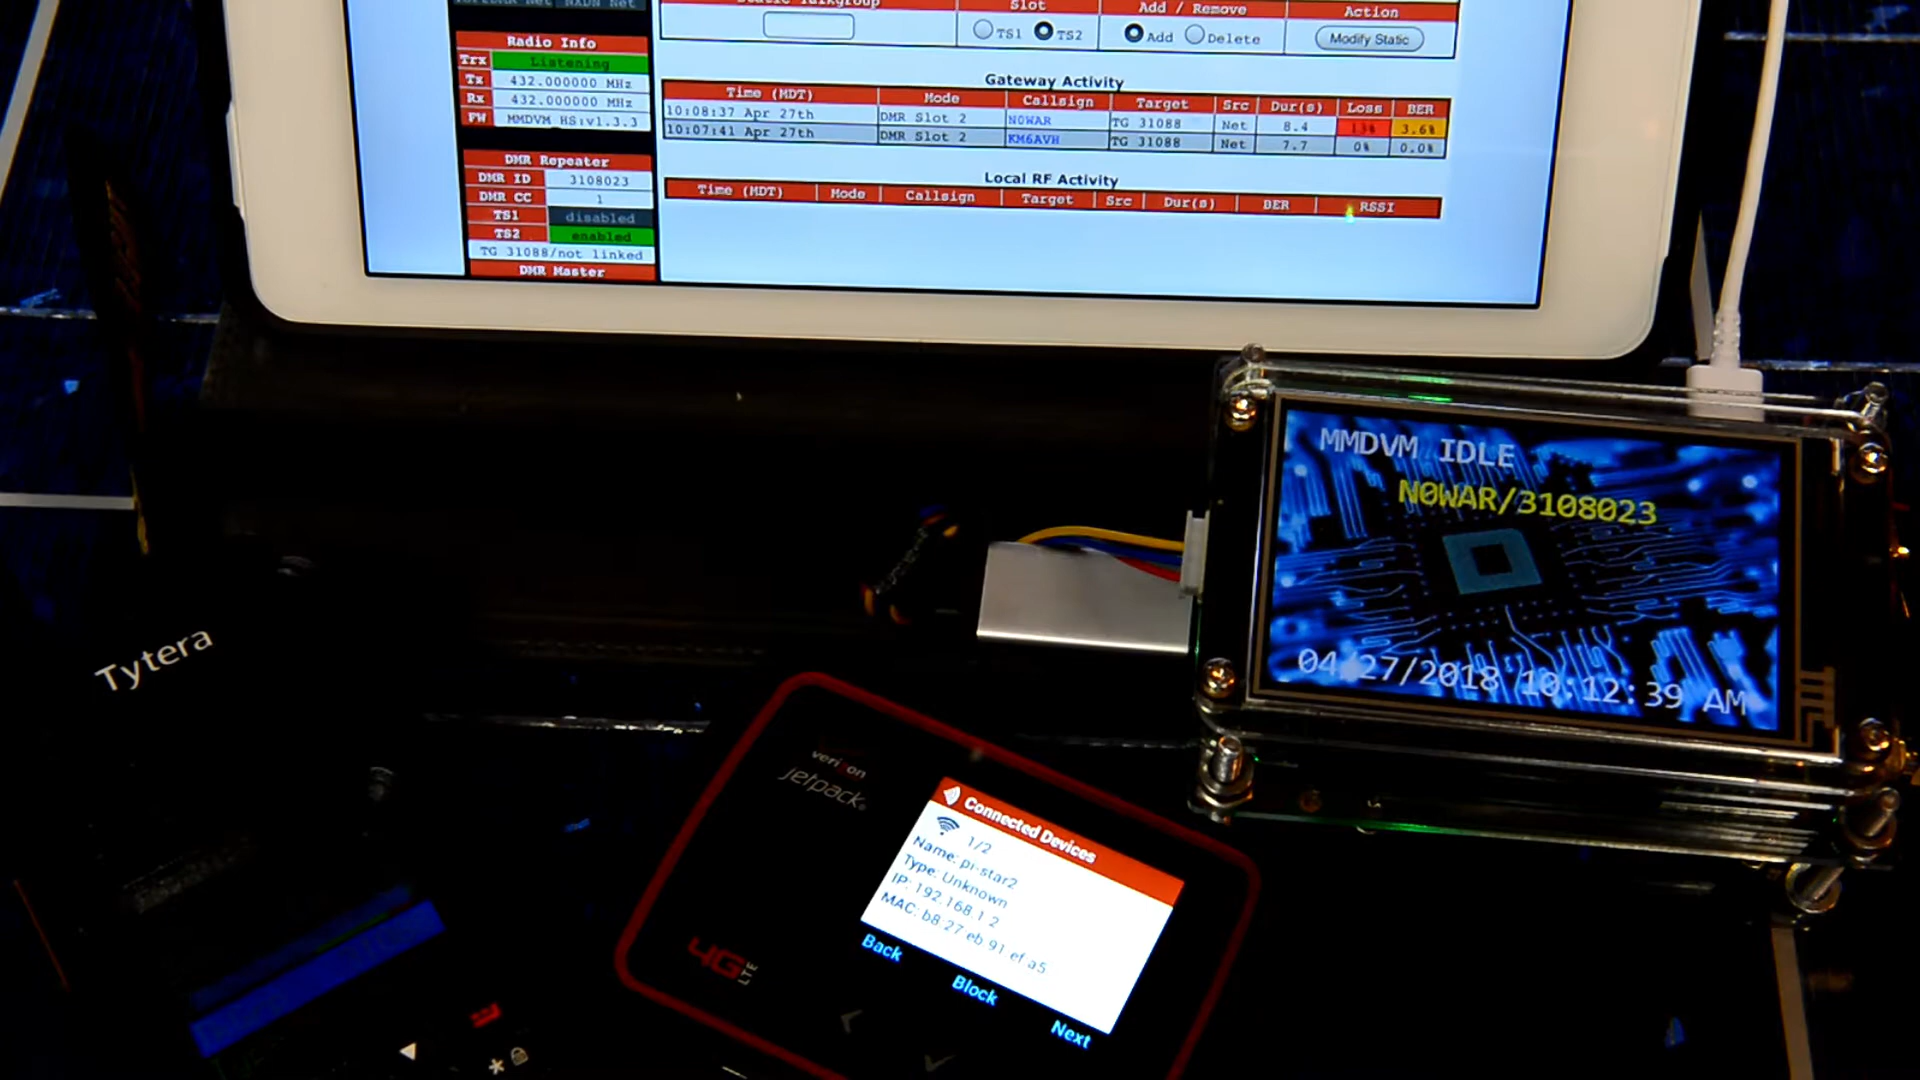 Static Talkgroup Slot Add / Remove Action
TS1 TS2 Add Delete Modify Static
Radio Info
Trx Listening
Tx 432.000000 MHz
Rx 432.000000 MHz
FW MMDVM_HS:v1.3.3
DMR Repeater
DMR ID 3108023
DMR CC 1
TS1 disabled
TS2 enabled
TG 31088/not linked
DMR Master
Gateway Activity
Time (MDT) Mode Callsign Target Src Dur(s) Loss BER
10:08:37 Apr 27th DMR Slot 2 N0WAR TG 31088 Net 8.4 13% 3.6%
10:07:41 Apr 27th DMR Slot 2 KM6AVH TG 31088 Net 7.7 0% 0.0%
Local RF Activity
Time (MDT) Mode Callsign Target Src Dur(s) BER RSSI
MMDVM IDLE
N0WAR/3108023
04/27/2018 10:12:39 AM
Tytera
verizon
jetpack
4G LTE
Connected Devices
1/2
Name: pi-star2
Type: Unknown
IP: 192.168.1.2
MAC: b8:27:eb:91:ef:a5
Back
Block
Next